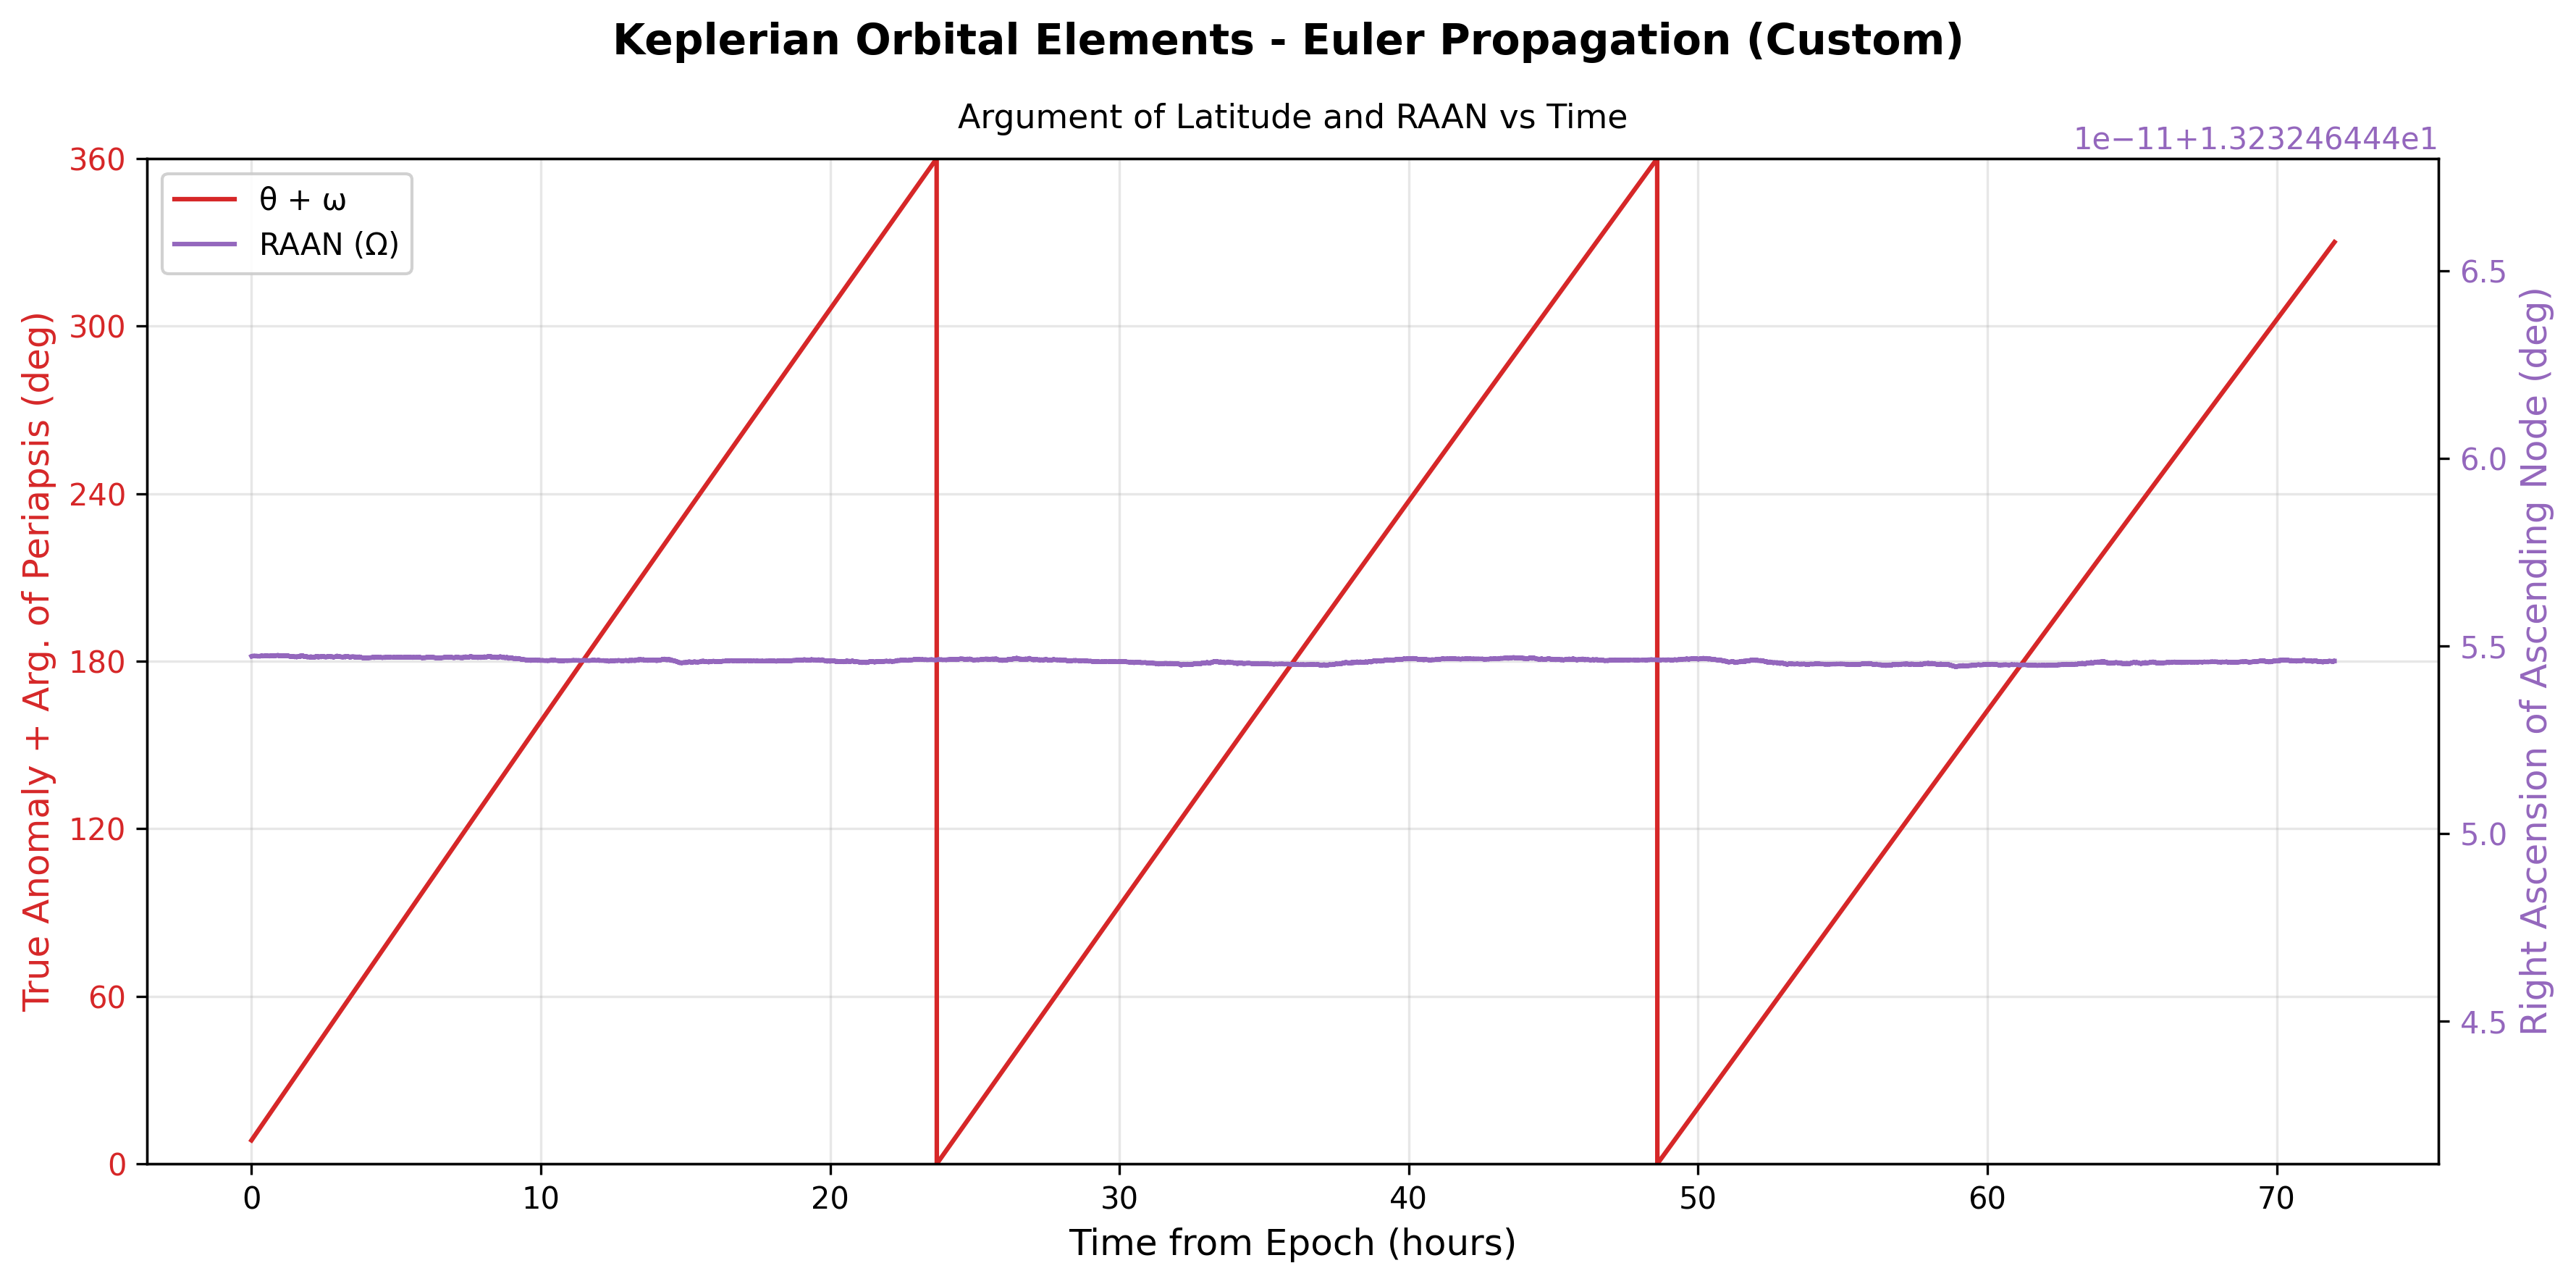 Keplerian Orbital Elements - Euler Propagation (Custom)
Argument of Latitude and RAAN vs Time
1e−11+1.323246444e1
θ + ω
RAAN (Ω)
True Anomaly + Arg. of Periapsis (deg)
360
300
240
180
120
60
0
6.5
6.0
5.5
5.0
4.5
Right Ascension of Ascending Node (deg)
0 10 20 30 40 50 60 70
Time from Epoch (hours)